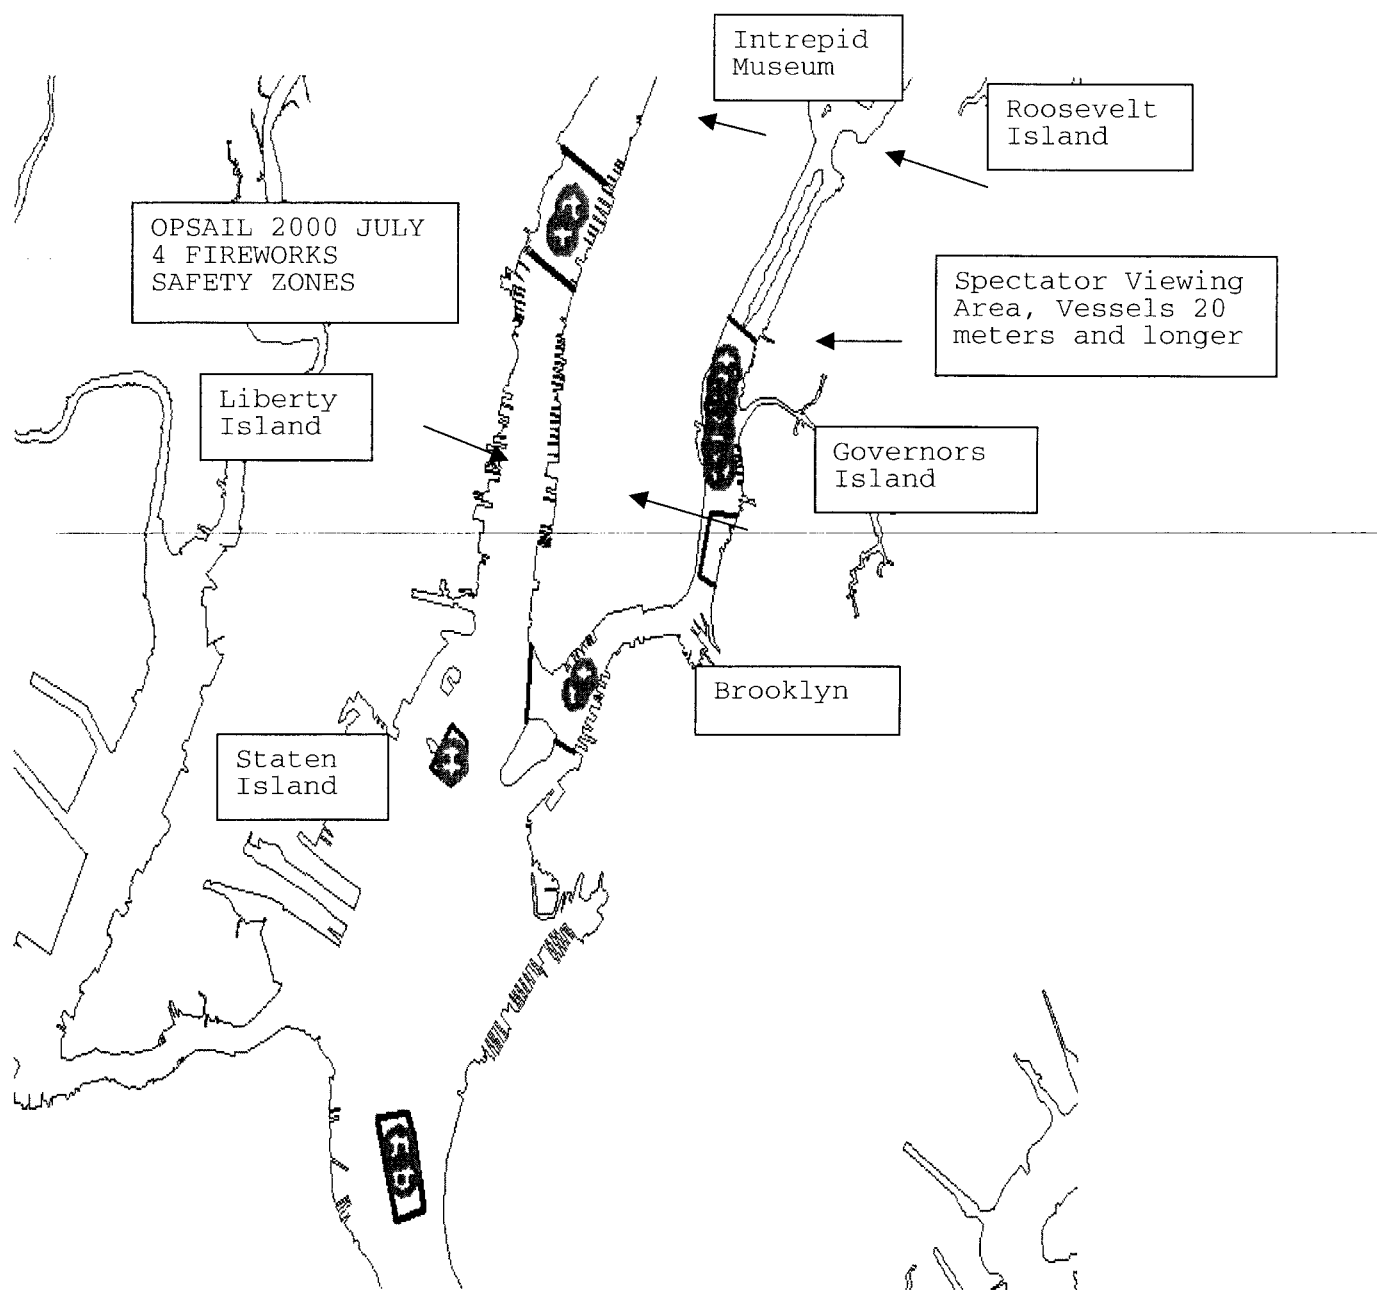 Intrepid
Museum
Roosevelt
Island
OPSAIL 2000 JULY
4 FIREWORKS
SAFETY ZONES
Spectator Viewing
Area, Vessels 20
meters and longer
Liberty
Island
Governors
Island
Brooklyn
Staten
Island